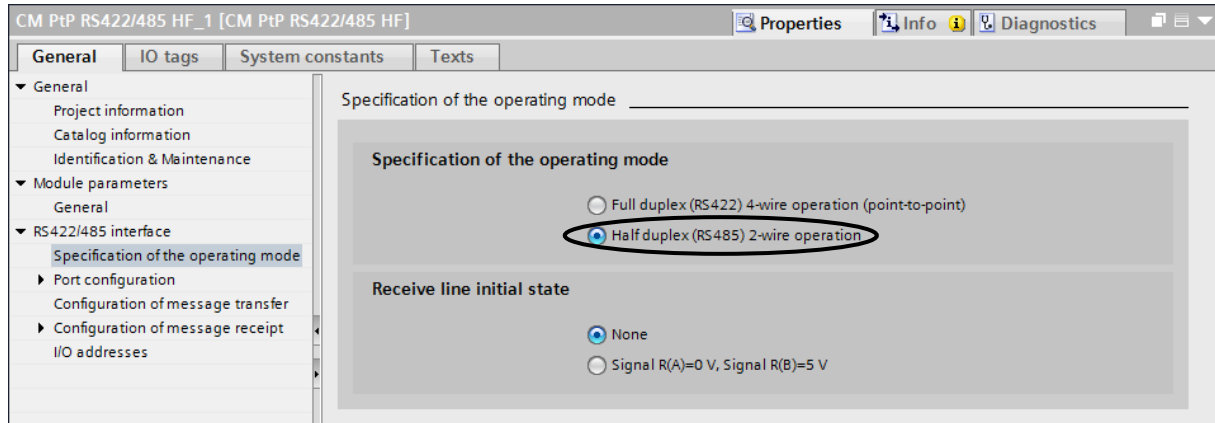 CM PtP RS422/485 HF_1 [CM PtP RS422/485 HF]
Properties
Info
Diagnostics
General
IO tags
System constants
Texts
General
Project information
Catalog information
Identification & Maintenance
Module parameters
General
RS422/485 interface
Specification of the operating mode
Port configuration
Configuration of message transfer
Configuration of message receipt
I/O addresses
Specification of the operating mode
Specification of the operating mode
Full duplex (RS422) 4-wire operation (point-to-point)
Half duplex (RS485) 2-wire operation
Receive line initial state
None
Signal R(A)=0 V, Signal R(B)=5 V